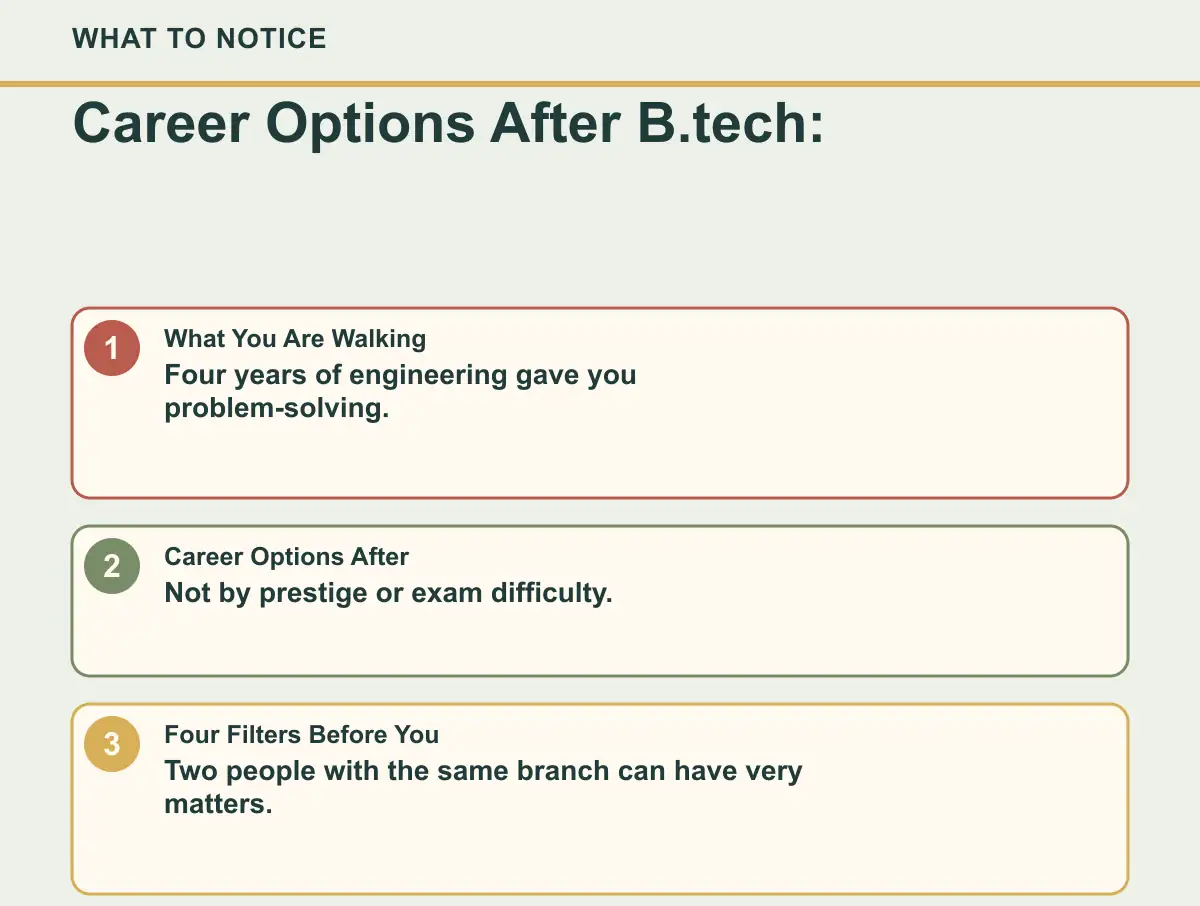 WHAT TO NOTICE
Career Options After B.tech:
1
What You Are Walking
Four years of engineering gave you
problem-solving.
2
Career Options After
Not by prestige or exam difficulty.
3
Four Filters Before You
Two people with the same branch can have very
matters.